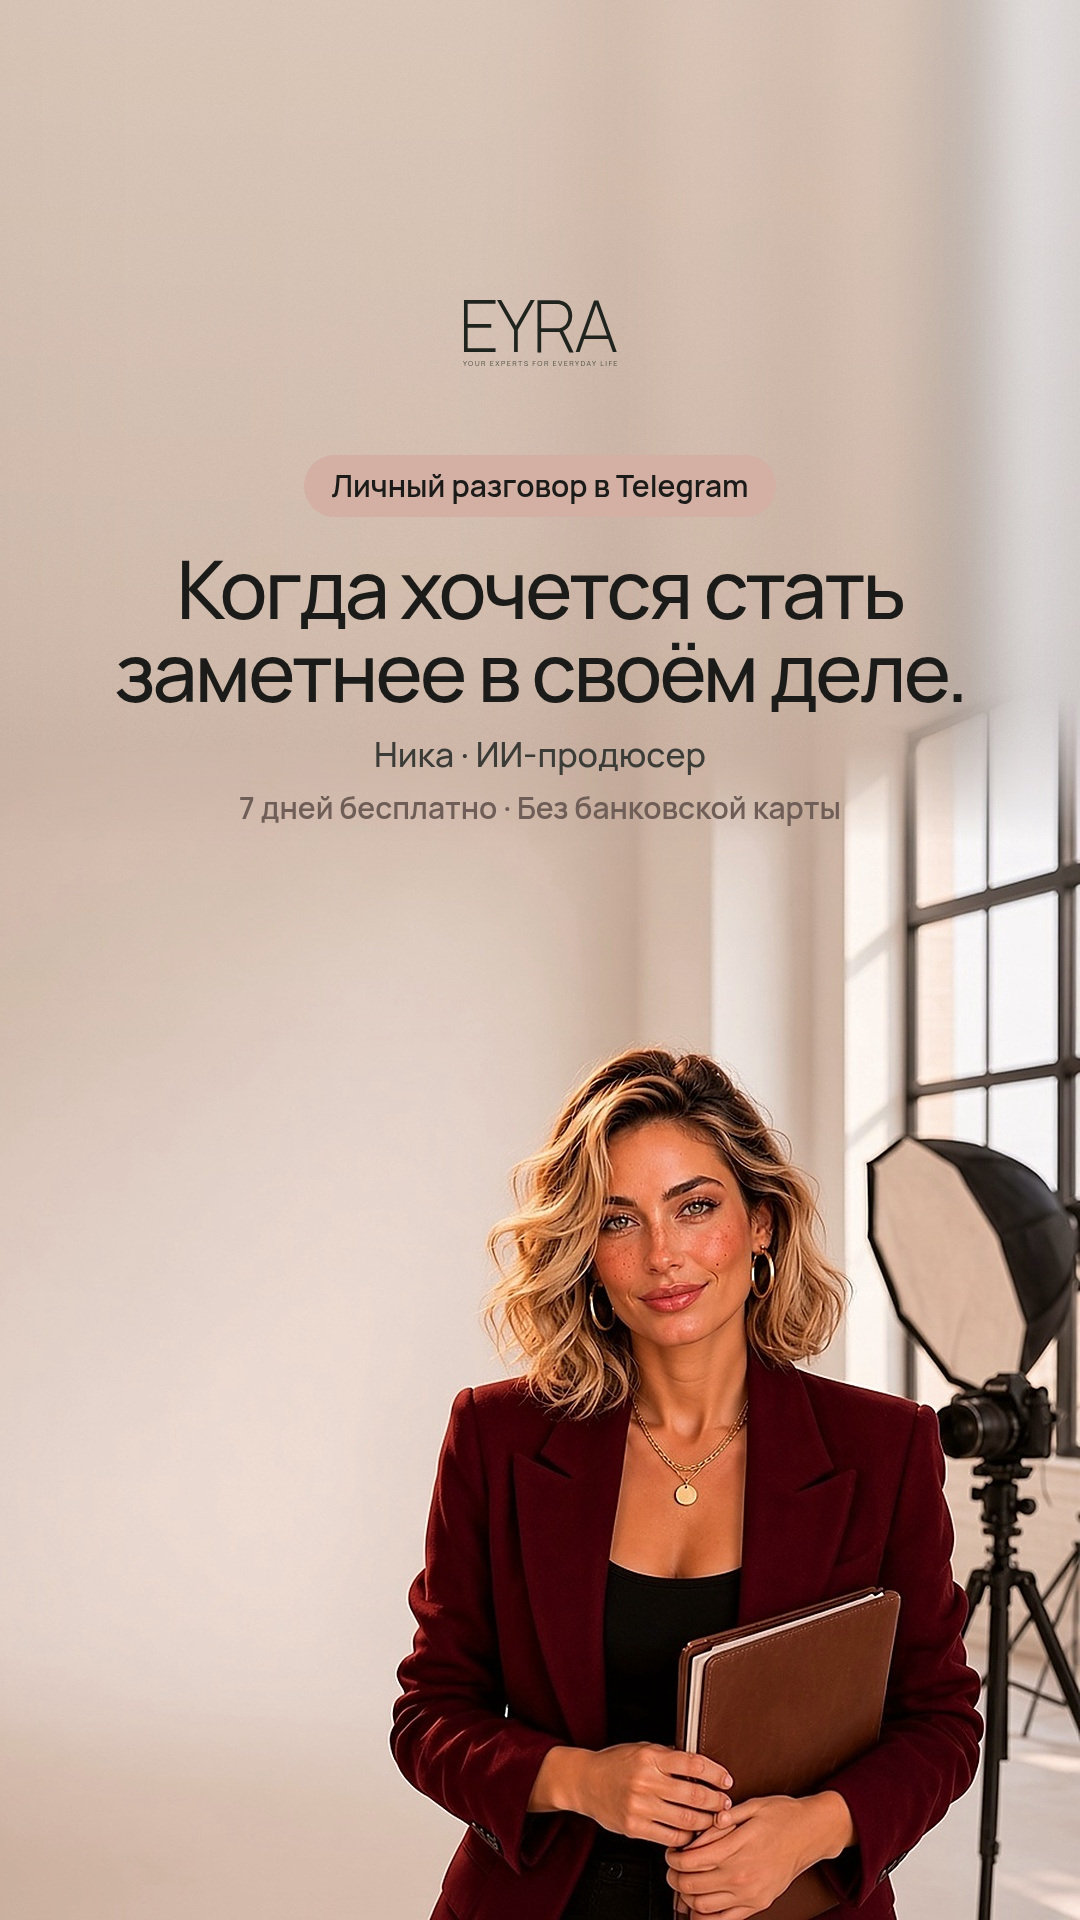 EYRA
YOUR EXPERTS FOR EVERYDAY LIFE
Личный разговор в Telegram
Когда хочется стать
заметнее в своём деле.
Ника · ИИ-продюсер
7 дней бесплатно · Без банковской карты